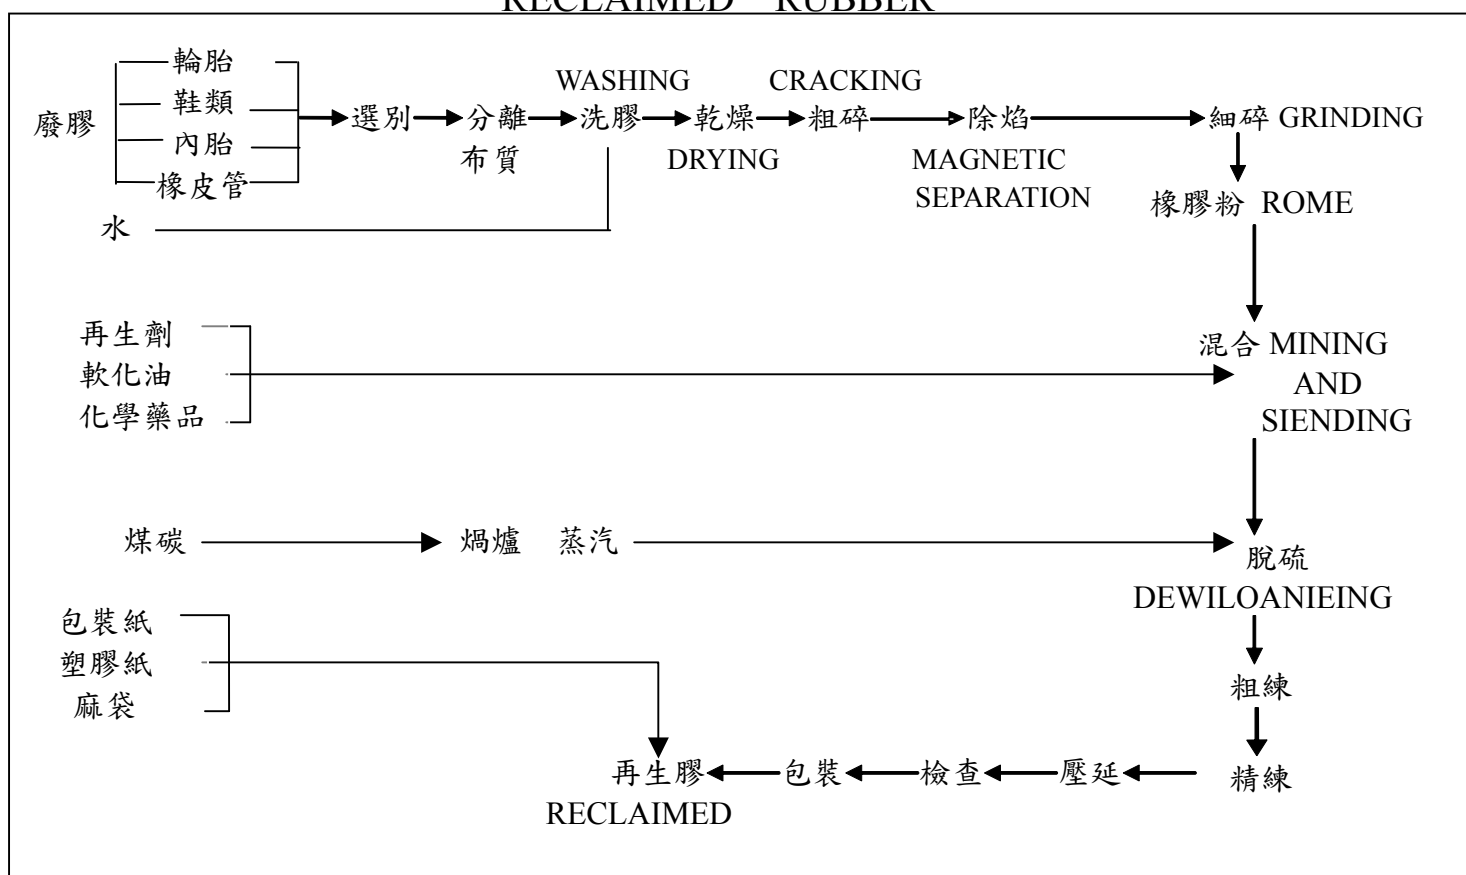 RECLAIMED RUBBER
廢膠
輪胎
鞋類
內胎
橡皮管
水
選別
分離
布質
WASHING
洗膠
乾燥
DRYING
CRACKING
粗碎
除焰
MAGNETIC
SEPARATION
細碎 GRINDING
橡膠粉 ROME
再生劑
軟化油
化學藥品
混合 MINING
AND
SIENDING
煤碳
焗爐 蒸汽
脫硫
DEWILOANIEING
包裝紙
塑膠紙
麻袋
粗練
精練
壓延
檢查
包裝
再生膠
RECLAIMED